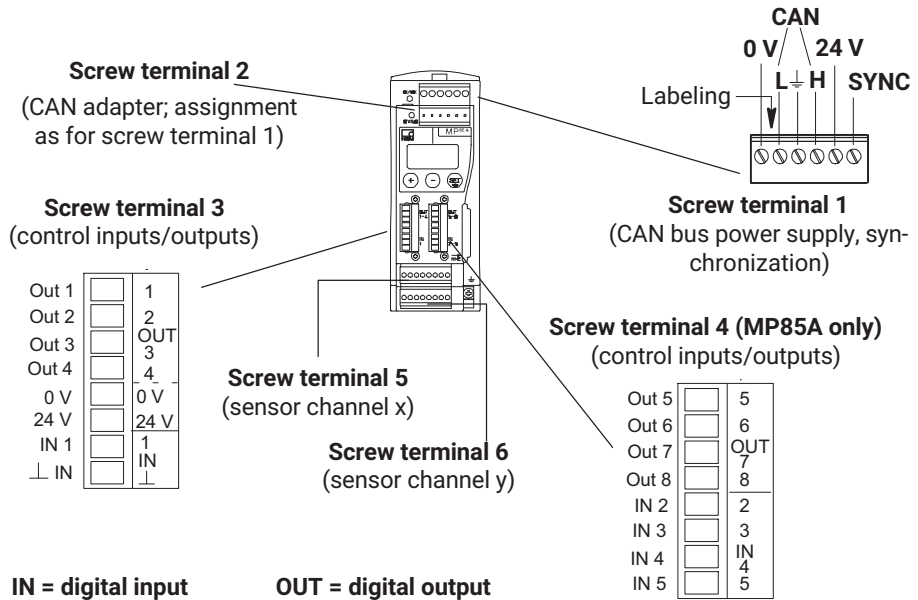 CAN
0 V
24 V
L
H
SYNC
Labeling
Screw terminal 2
(CAN adapter; assignment
as for screw terminal 1)
MP85A
Screw terminal 1
(CAN bus power supply, syn-
chronization)
Screw terminal 3
(control inputs/outputs)
Out 1
1
Out 2
2
OUT
Out 3
3
Out 4
4
0 V
0 V
24 V
24 V
IN 1
1
IN
IN
Screw terminal 4 (MP85A only)
(control inputs/outputs)
Out 5
5
Out 6
6
Out 7
OUT
7
Out 8
8
IN 2
2
IN 3
3
IN 4
IN
4
IN 5
5
Screw terminal 5
(sensor channel x)
Screw terminal 6
(sensor channel y)
IN = digital input
OUT = digital output